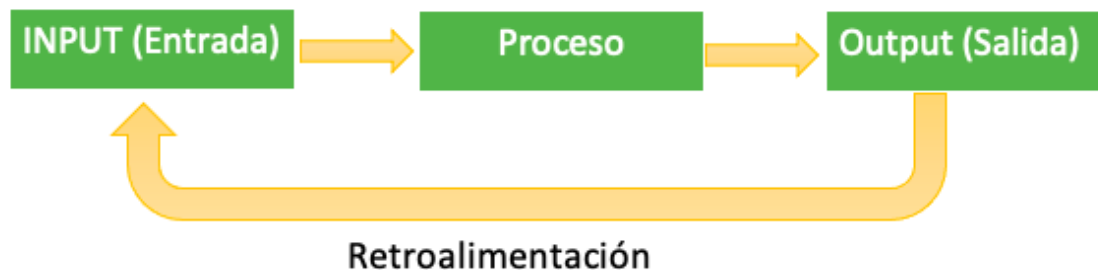 INPUT (Entrada)
Proceso
Output (Salida)
Retroalimentación